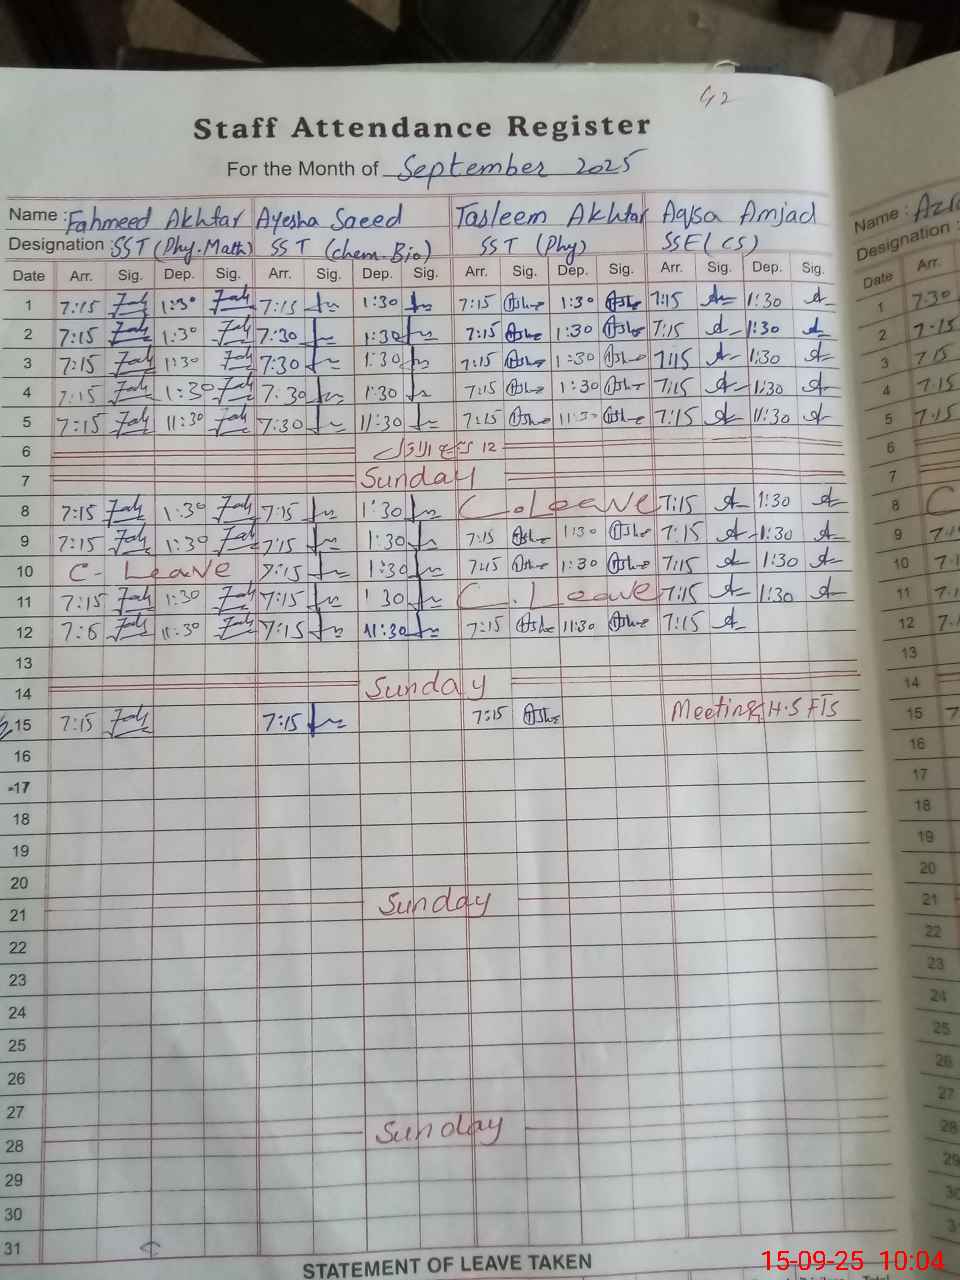 42
Staff Attendance Register
For the Month of September 2025
Name : Fahmeed Akhtar Ayesha Saeed Tasleem Akhtar Aqsa Amjad
Designation : SST (Phy.Math) SST (Chem.Bio) SST (Phy) SSE (CS)
Date Arr. Sig. Dep. Sig. Arr. Sig. Dep. Sig. Arr. Sig. Dep. Sig. Arr. Sig. Dep. Sig.
1 7:15 1:30 7:15 1:30 7:15 1:30 7:15 1:30
2 7:15 1:30 7:30 1:30 7:15 1:30 7:15 1:30
3 7:15 1:30 7:30 1:30 7:15 1:30 7:15 1:30
4 7:15 1:30 7:30 1:30 7:15 1:30 7:15 1:30
5 7:15 11:30 7:30 11:30 7:15 11:30 7:15 11:30
6 12
7 Sunday
8 7:15 1:30 7:15 1:30 C.Leave 7:15 1:30
9 7:15 1:30 7:15 1:30 7:15 1:30 7:15 1:30
10 C-Leave 7:15 1:30 7:15 1:30 7:15 1:30
11 7:15 1:30 7:15 1:30 C.Leave 7:15 1:30
12 7:15 11:30 7:15 11:30 7:15
13
14 Sunday
15 7:15 7:15 7:15 Meeting H.S FTs
16
17
18
19
20
21 Sunday
22
23
24
25
26
27
28 Sunday
29
30
31
STATEMENT OF LEAVE TAKEN
Name :
Designation :
Date Arr.
1 7:30
2 7:15
3 7:15
4 7:15
5 7:15
6
7
8 C
9
10
11
12
13
14
15
16
17
18
19
20
21
22
23
24
25
26
27
28
29
15-09-25 10:04